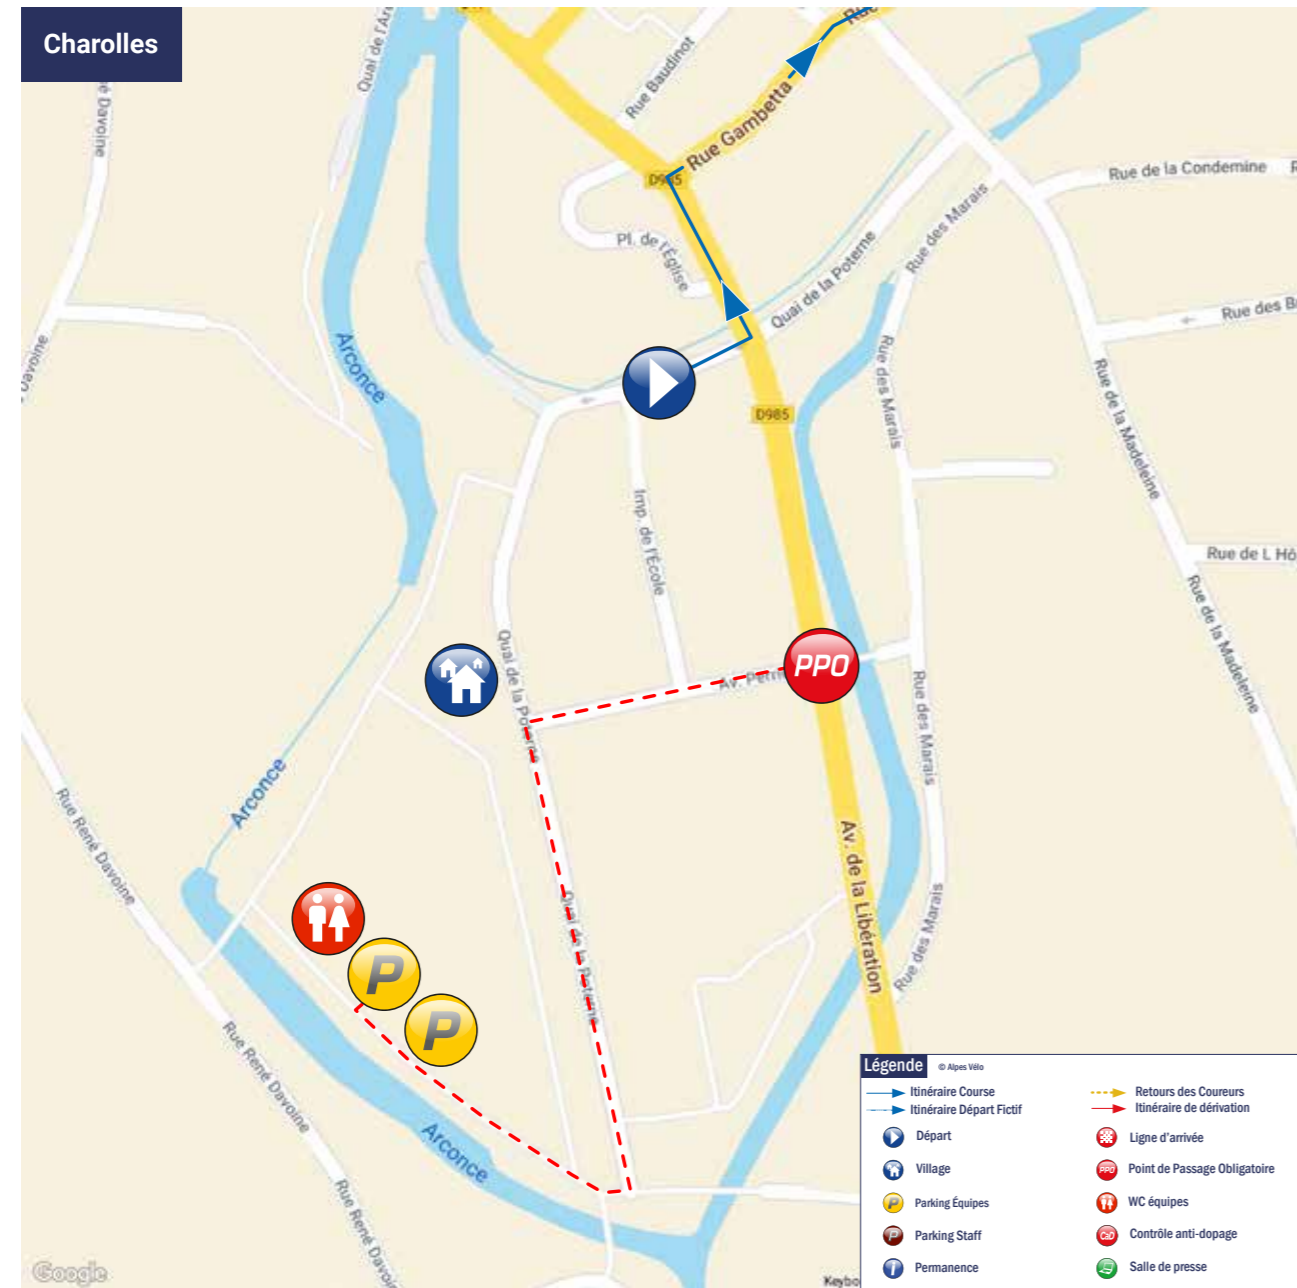 Charolles
Quai de l'Ar
Rue Baudinot
Rue Gambetta
D985
Rue de la Condemine
Pl. de l'Église
Quai de la Poterne
Rue des Marais
Rue des B
Davoine
Arconce
Rue des Marais
D985
Rue de la Madeleine
Imp. de l'École
Rue de L Hô
Rue de la Madeleine
Quai de la Poterne
PPO
Rue des Marais
Arconce
Rue René Davoine
Av. de la Libération
Quai de la Poterne
Rue des Marais
P
P
Rue René Davoine
Arconce
Rue René Davoine
Google
Keybo
Légende
© Alpes Vélo
Itinéraire Course
Itinéraire Départ Fictif
Départ
Village
Parking Équipes
Parking Staff
Permanence
Retours des Coureurs
Itinéraire de dérivation
Ligne d'arrivée
Point de Passage Obligatoire
WC équipes
Contrôle anti-dopage
Salle de presse